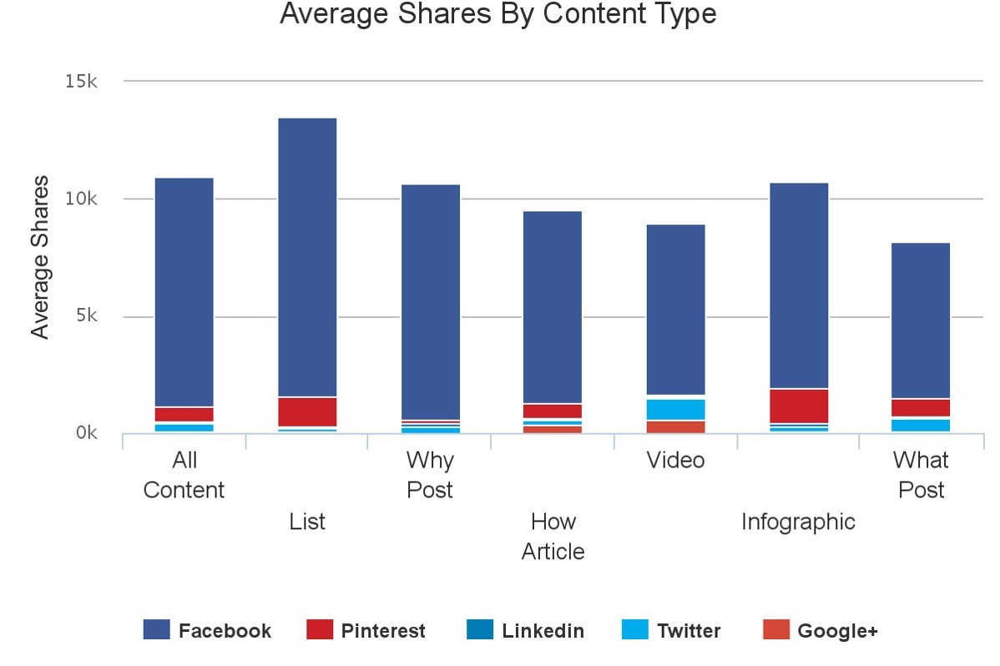 Average Shares By Content Type
15k
10k
5k
0k
Average Shares
All
Content
List
Why
Post
How
Article
Video
Infographic
What
Post
Facebook Pinterest Linkedin Twitter Google+